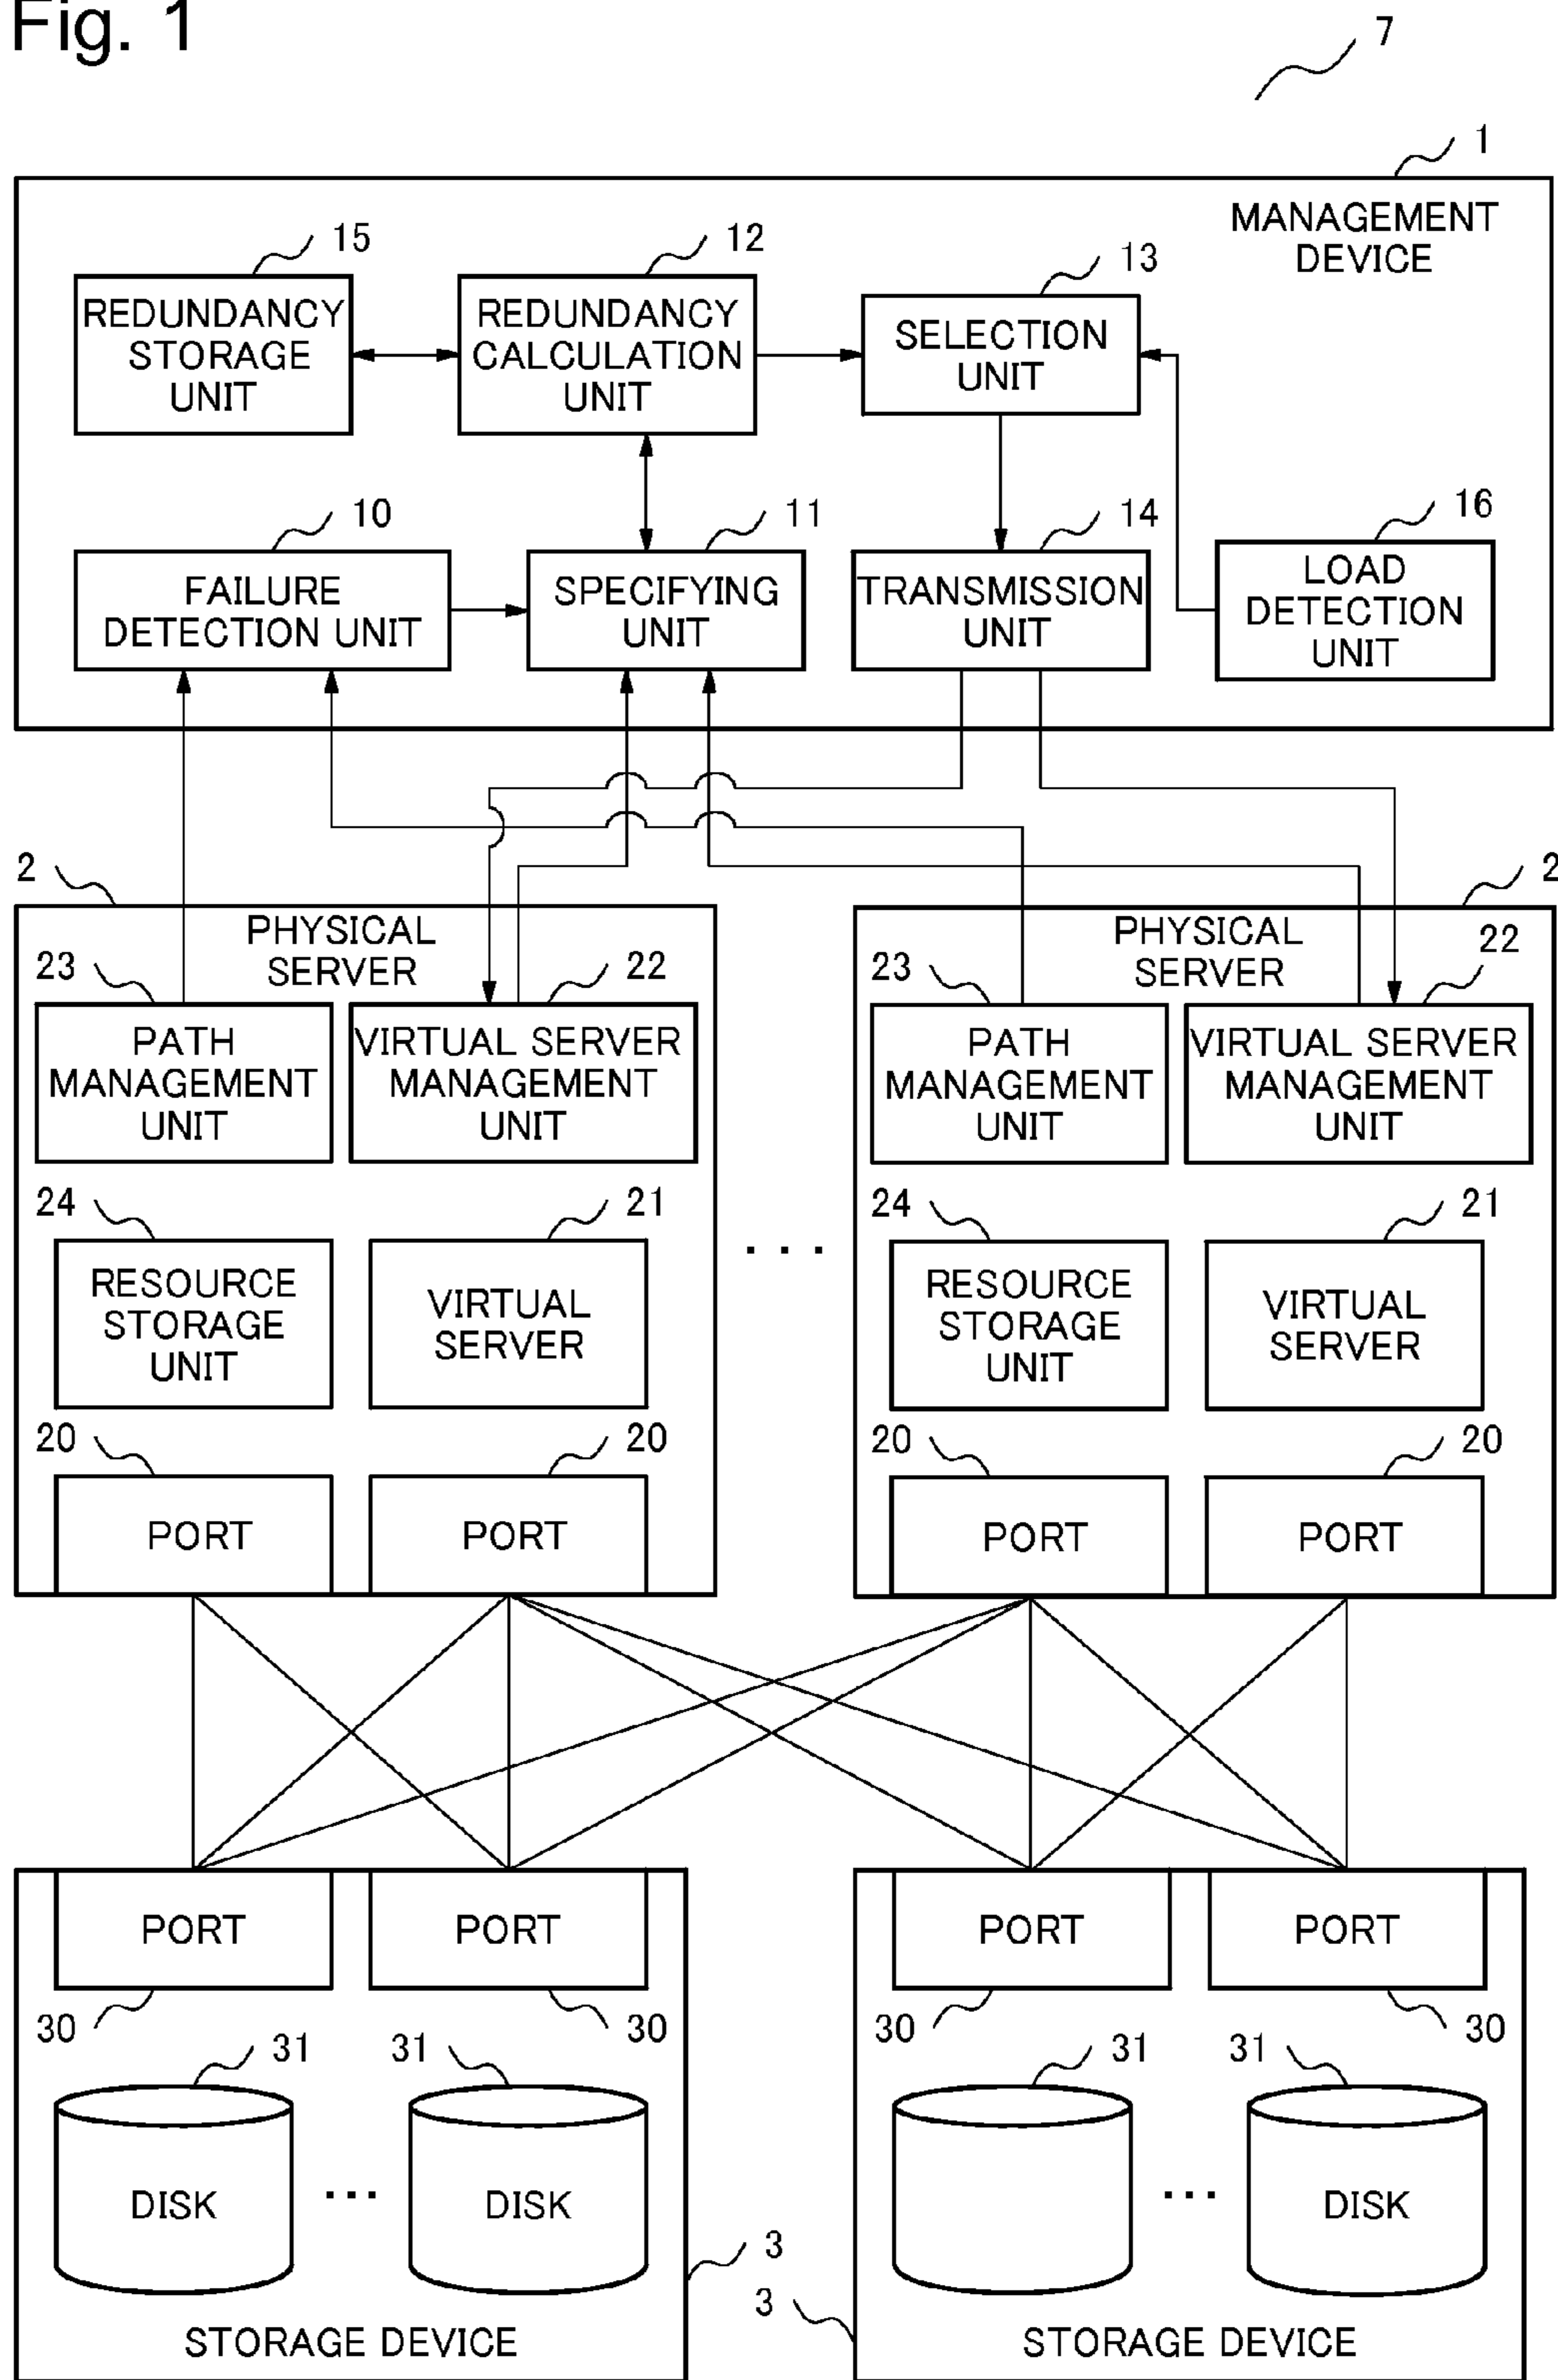 Fig. 1
7
1
MANAGEMENT
DEVICE
15
12
13
REDUNDANCY
STORAGE
UNIT
REDUNDANCY
CALCULATION
UNIT
SELECTION
UNIT
10
11
14
16
FAILURE
DETECTION UNIT
SPECIFYING
UNIT
TRANSMISSION
UNIT
LOAD
DETECTION
UNIT
2
2
PHYSICAL
SERVER
PHYSICAL
SERVER
23
22
23
22
PATH
MANAGEMENT
UNIT
VIRTUAL SERVER
MANAGEMENT
UNIT
PATH
MANAGEMENT
UNIT
VIRTUAL SERVER
MANAGEMENT
UNIT
24
21
24
21
RESOURCE
STORAGE
UNIT
VIRTUAL
SERVER
...
RESOURCE
STORAGE
UNIT
VIRTUAL
SERVER
20
20
20
20
PORT
PORT
PORT
PORT
PORT
PORT
PORT
PORT
30
30
30
30
31
31
31
31
DISK
...
DISK
...
DISK
3
3
STORAGE DEVICE
STORAGE DEVICE